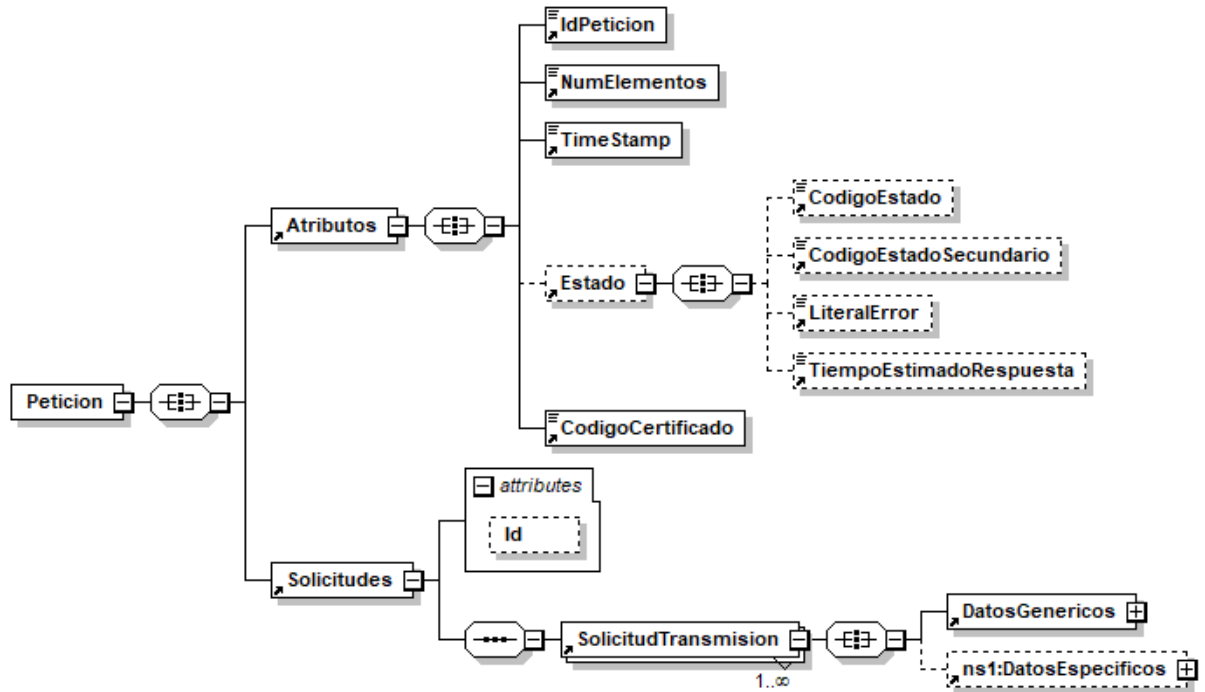 IdPeticion
NumElementos
TimeStamp
CodigoEstado
Atributos
CodigoEstadoSecundario
Estado
LiteralError
TiempoEstimadoRespuesta
Peticion
CodigoCertificado
attributes
Id
Solicitudes
DatosGenericos
SolicitudTransmision
ns1:DatosEspecificos
1..∞